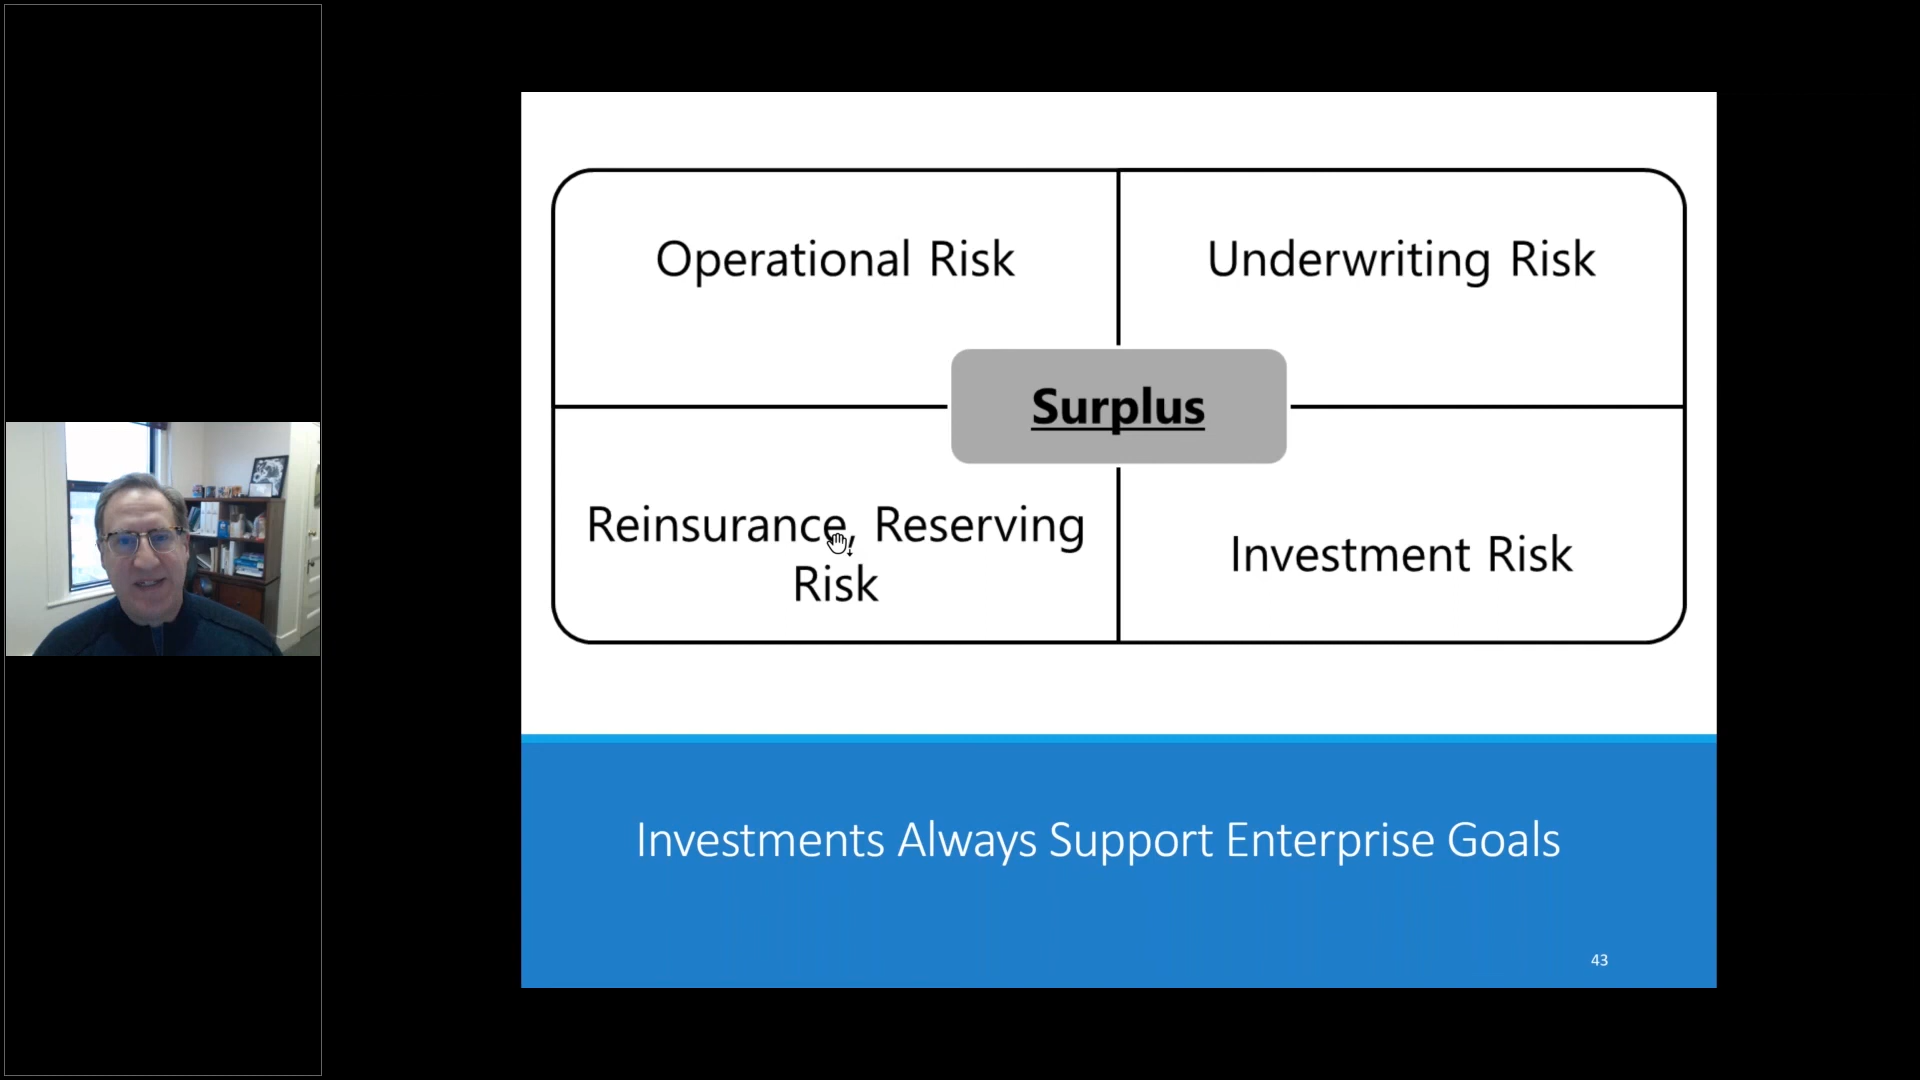 Operational Risk
Underwriting Risk
Surplus
Reinsurance, Reserving
Risk
Investment Risk
Investments Always Support Enterprise Goals
43